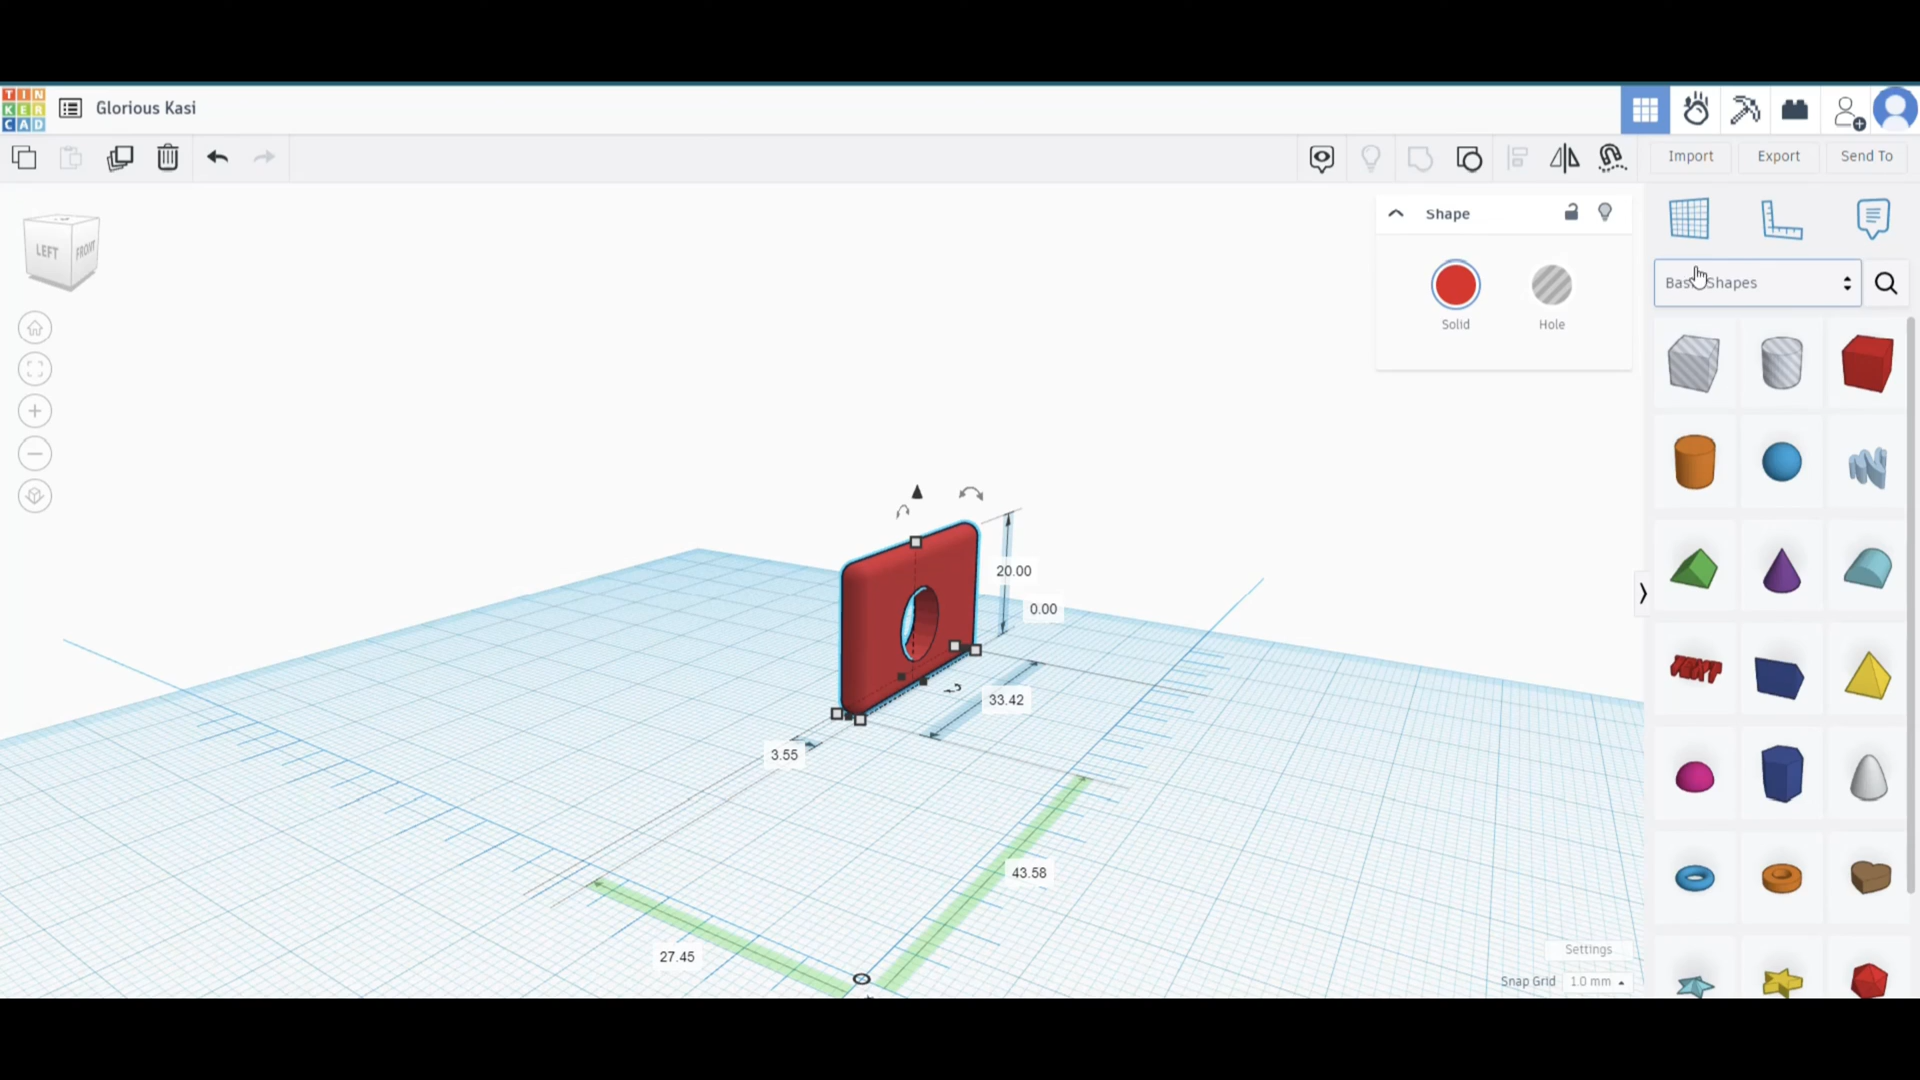 TIN
KER
CAD
Glorious Kasi
Import
Export
Send To
LEFT
FRONT
Shape
Solid
Hole
Basic Shapes
TEXT
20.00
0.00
33.42
3.55
43.58
27.45
Settings
Snap Grid 1.0 mm